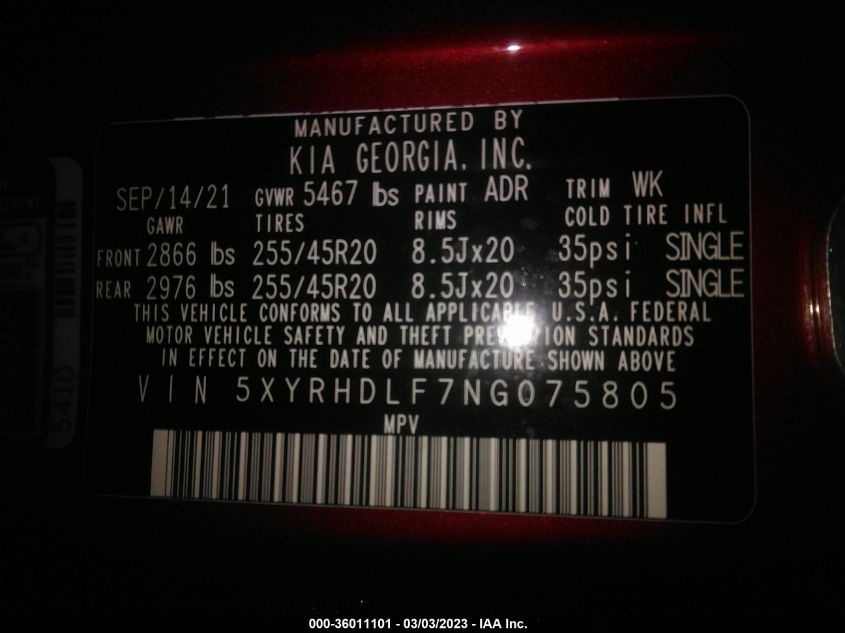 MANUFACTURED BY
KIA GEORGIA, INC.
SEP/14/21 GVWR 5467 lbs PAINT ADR TRIM WK
GAWR TIRES RIMS COLD TIRE INFL
FRONT 2866 lbs 255/45R20 8.5Jx20 35psi SINGLE
REAR 2976 lbs 255/45R20 8.5Jx20 35psi SINGLE
THIS VEHICLE CONFORMS TO ALL APPLICABLE U.S.A. FEDERAL
MOTOR VEHICLE SAFETY AND THEFT PREVENTION STANDARDS
IN EFFECT ON THE DATE OF MANUFACTURE SHOWN ABOVE
VIN 5XYRHDLF7NG075805
MPV
5410
000-36011101 - 03/03/2023 - IAA Inc.